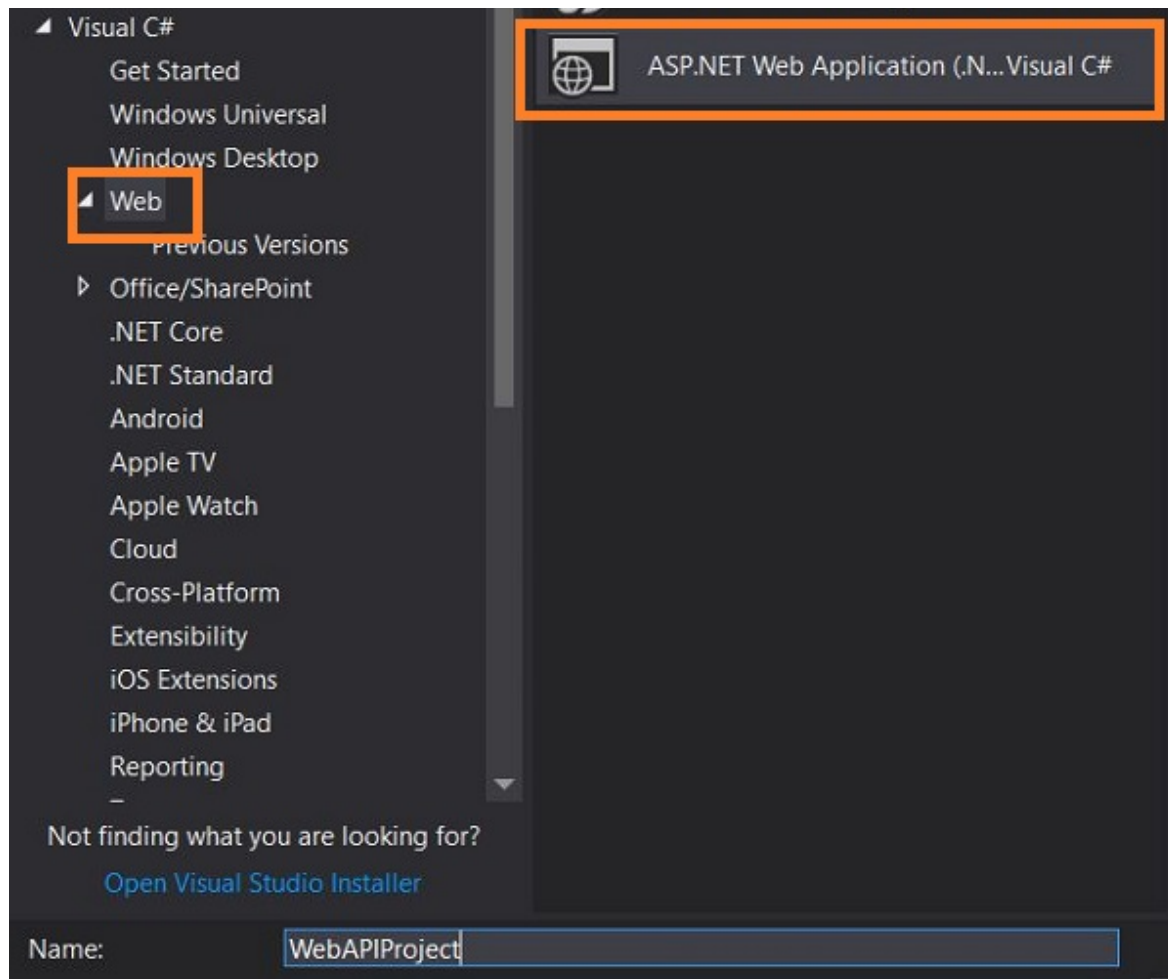 Visual C#
Get Started
Windows Universal
Windows Desktop
Web
Previous Versions
Office/SharePoint
.NET Core
.NET Standard
Android
Apple TV
Apple Watch
Cloud
Cross-Platform
Extensibility
iOS Extensions
iPhone & iPad
Reporting
Not finding what you are looking for?
Open Visual Studio Installer
ASP.NET Web Application (.N... Visual C#
Name: WebAPIProject